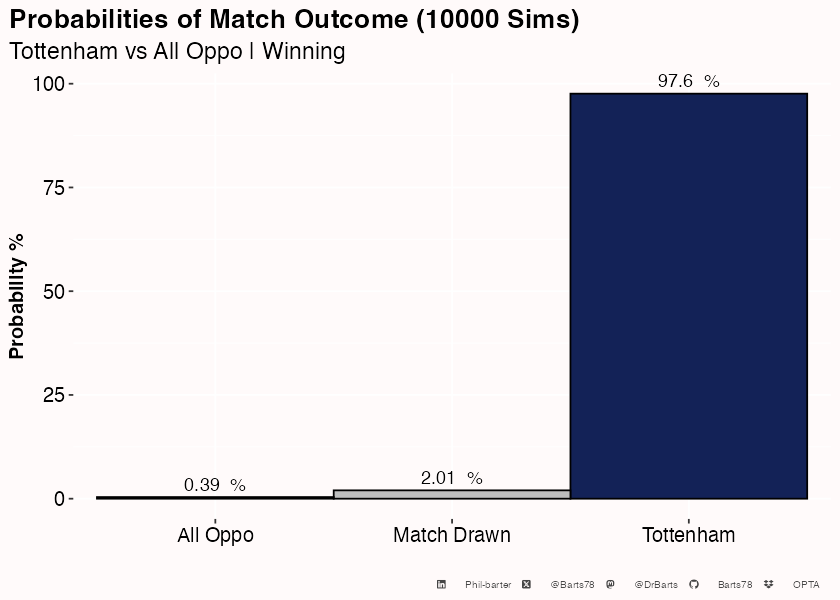 Probabilities of Match Outcome (10000 Sims)
Tottenham vs All Oppo | Winning
97.6 %
100
75
50
25
0
Probability %
0.39 %
2.01 %
All Oppo
Match Drawn
Tottenham
Phil-barter @Barts78 @DrBarts Barts78 OPTA